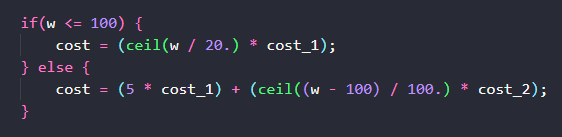 if(w <= 100) {
    cost = (ceil(w / 20.) * cost_1);
} else {
    cost = (5 * cost_1) + (ceil((w - 100) / 100.) * cost_2);
}